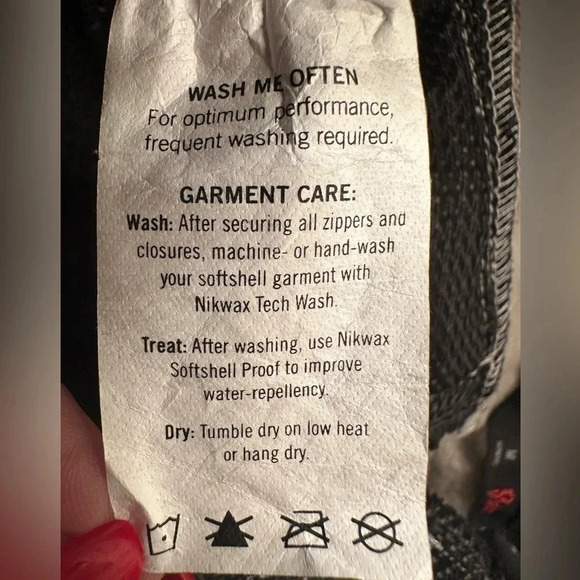 WASH ME OFTEN
For optimum performance,
frequent washing required.
GARMENT CARE:
Wash: After securing all zippers and
closures, machine- or hand-wash
your softshell garment with
Nikwax Tech Wash.
Treat: After washing, use Nikwax
Softshell Proof to improve
water-repellency.
Dry: Tumble dry on low heat
or hang dry.